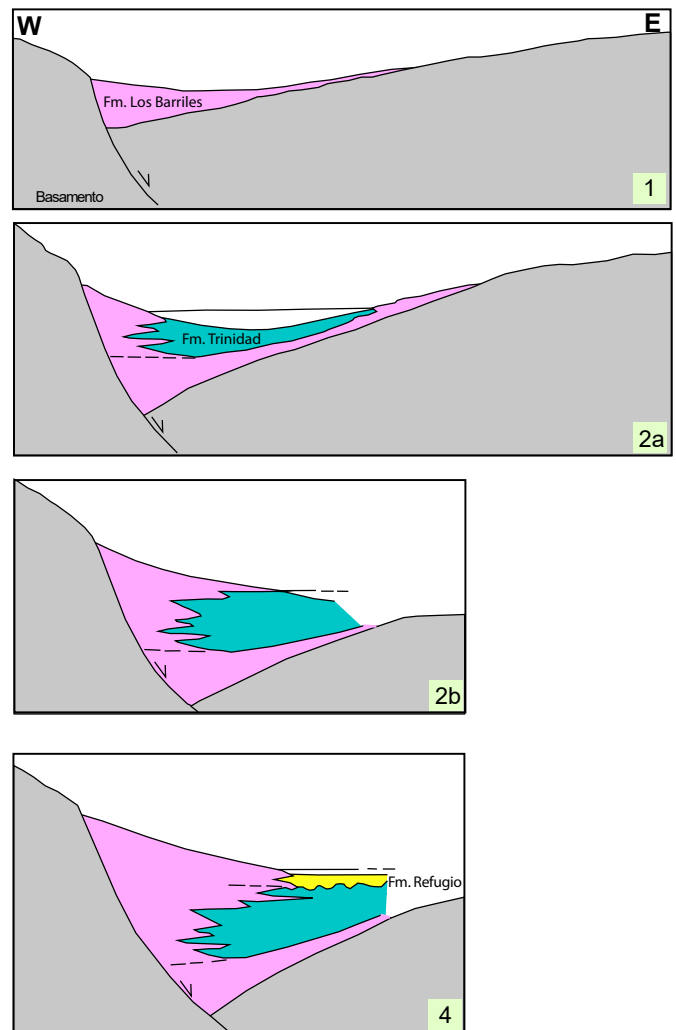 W E
Fm. Los Barriles
Basamento
1
Fm. Trinidad
2a
2b
Fm. Refugio
4